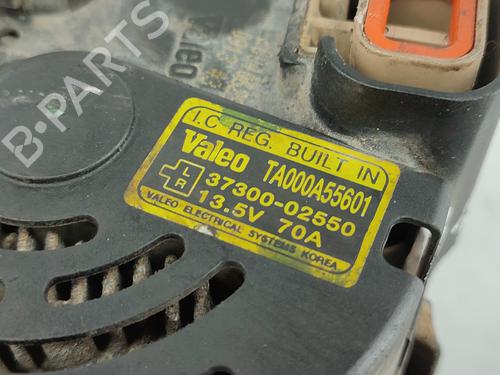 B-PARTS
I.C REG. BUILT IN
Valeo TA000A55601
L
R
37300-02550
13.5V 70A
VALEO ELECTRICAL SYSTEMS KOREA